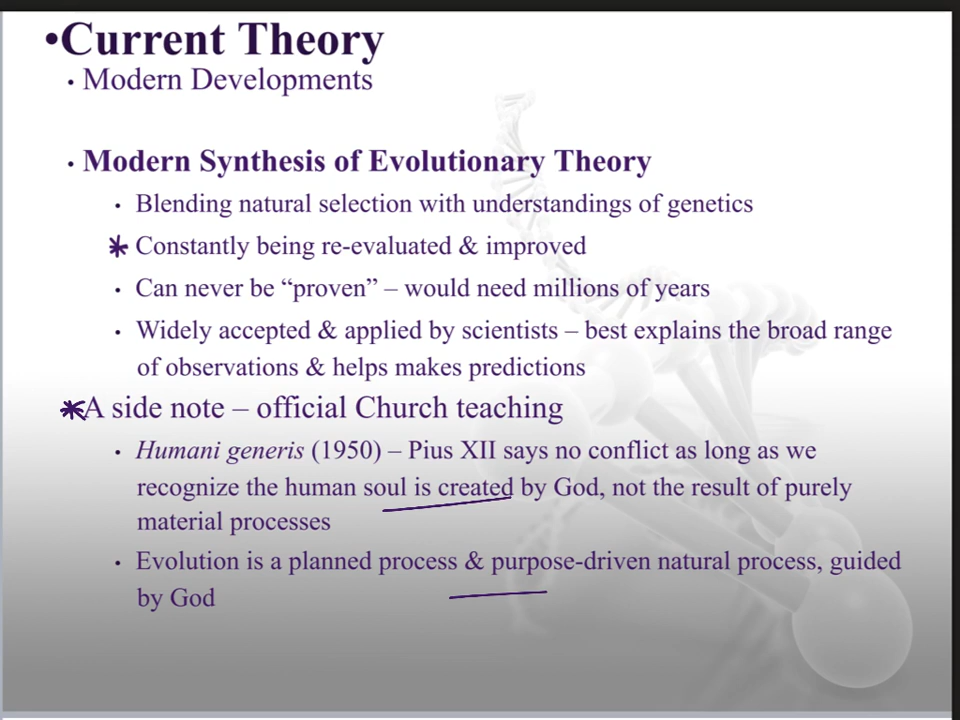 •Current Theory
• Modern Developments
• Modern Synthesis of Evolutionary Theory
• Blending natural selection with understandings of genetics
* Constantly being re-evaluated & improved
• Can never be “proven” – would need millions of years
• Widely accepted & applied by scientists – best explains the broad range
of observations & helps makes predictions
*A side note – official Church teaching
• Humani generis (1950) – Pius XII says no conflict as long as we
recognize the human soul is created by God, not the result of purely
material processes
• Evolution is a planned process & purpose-driven natural process, guided
by God